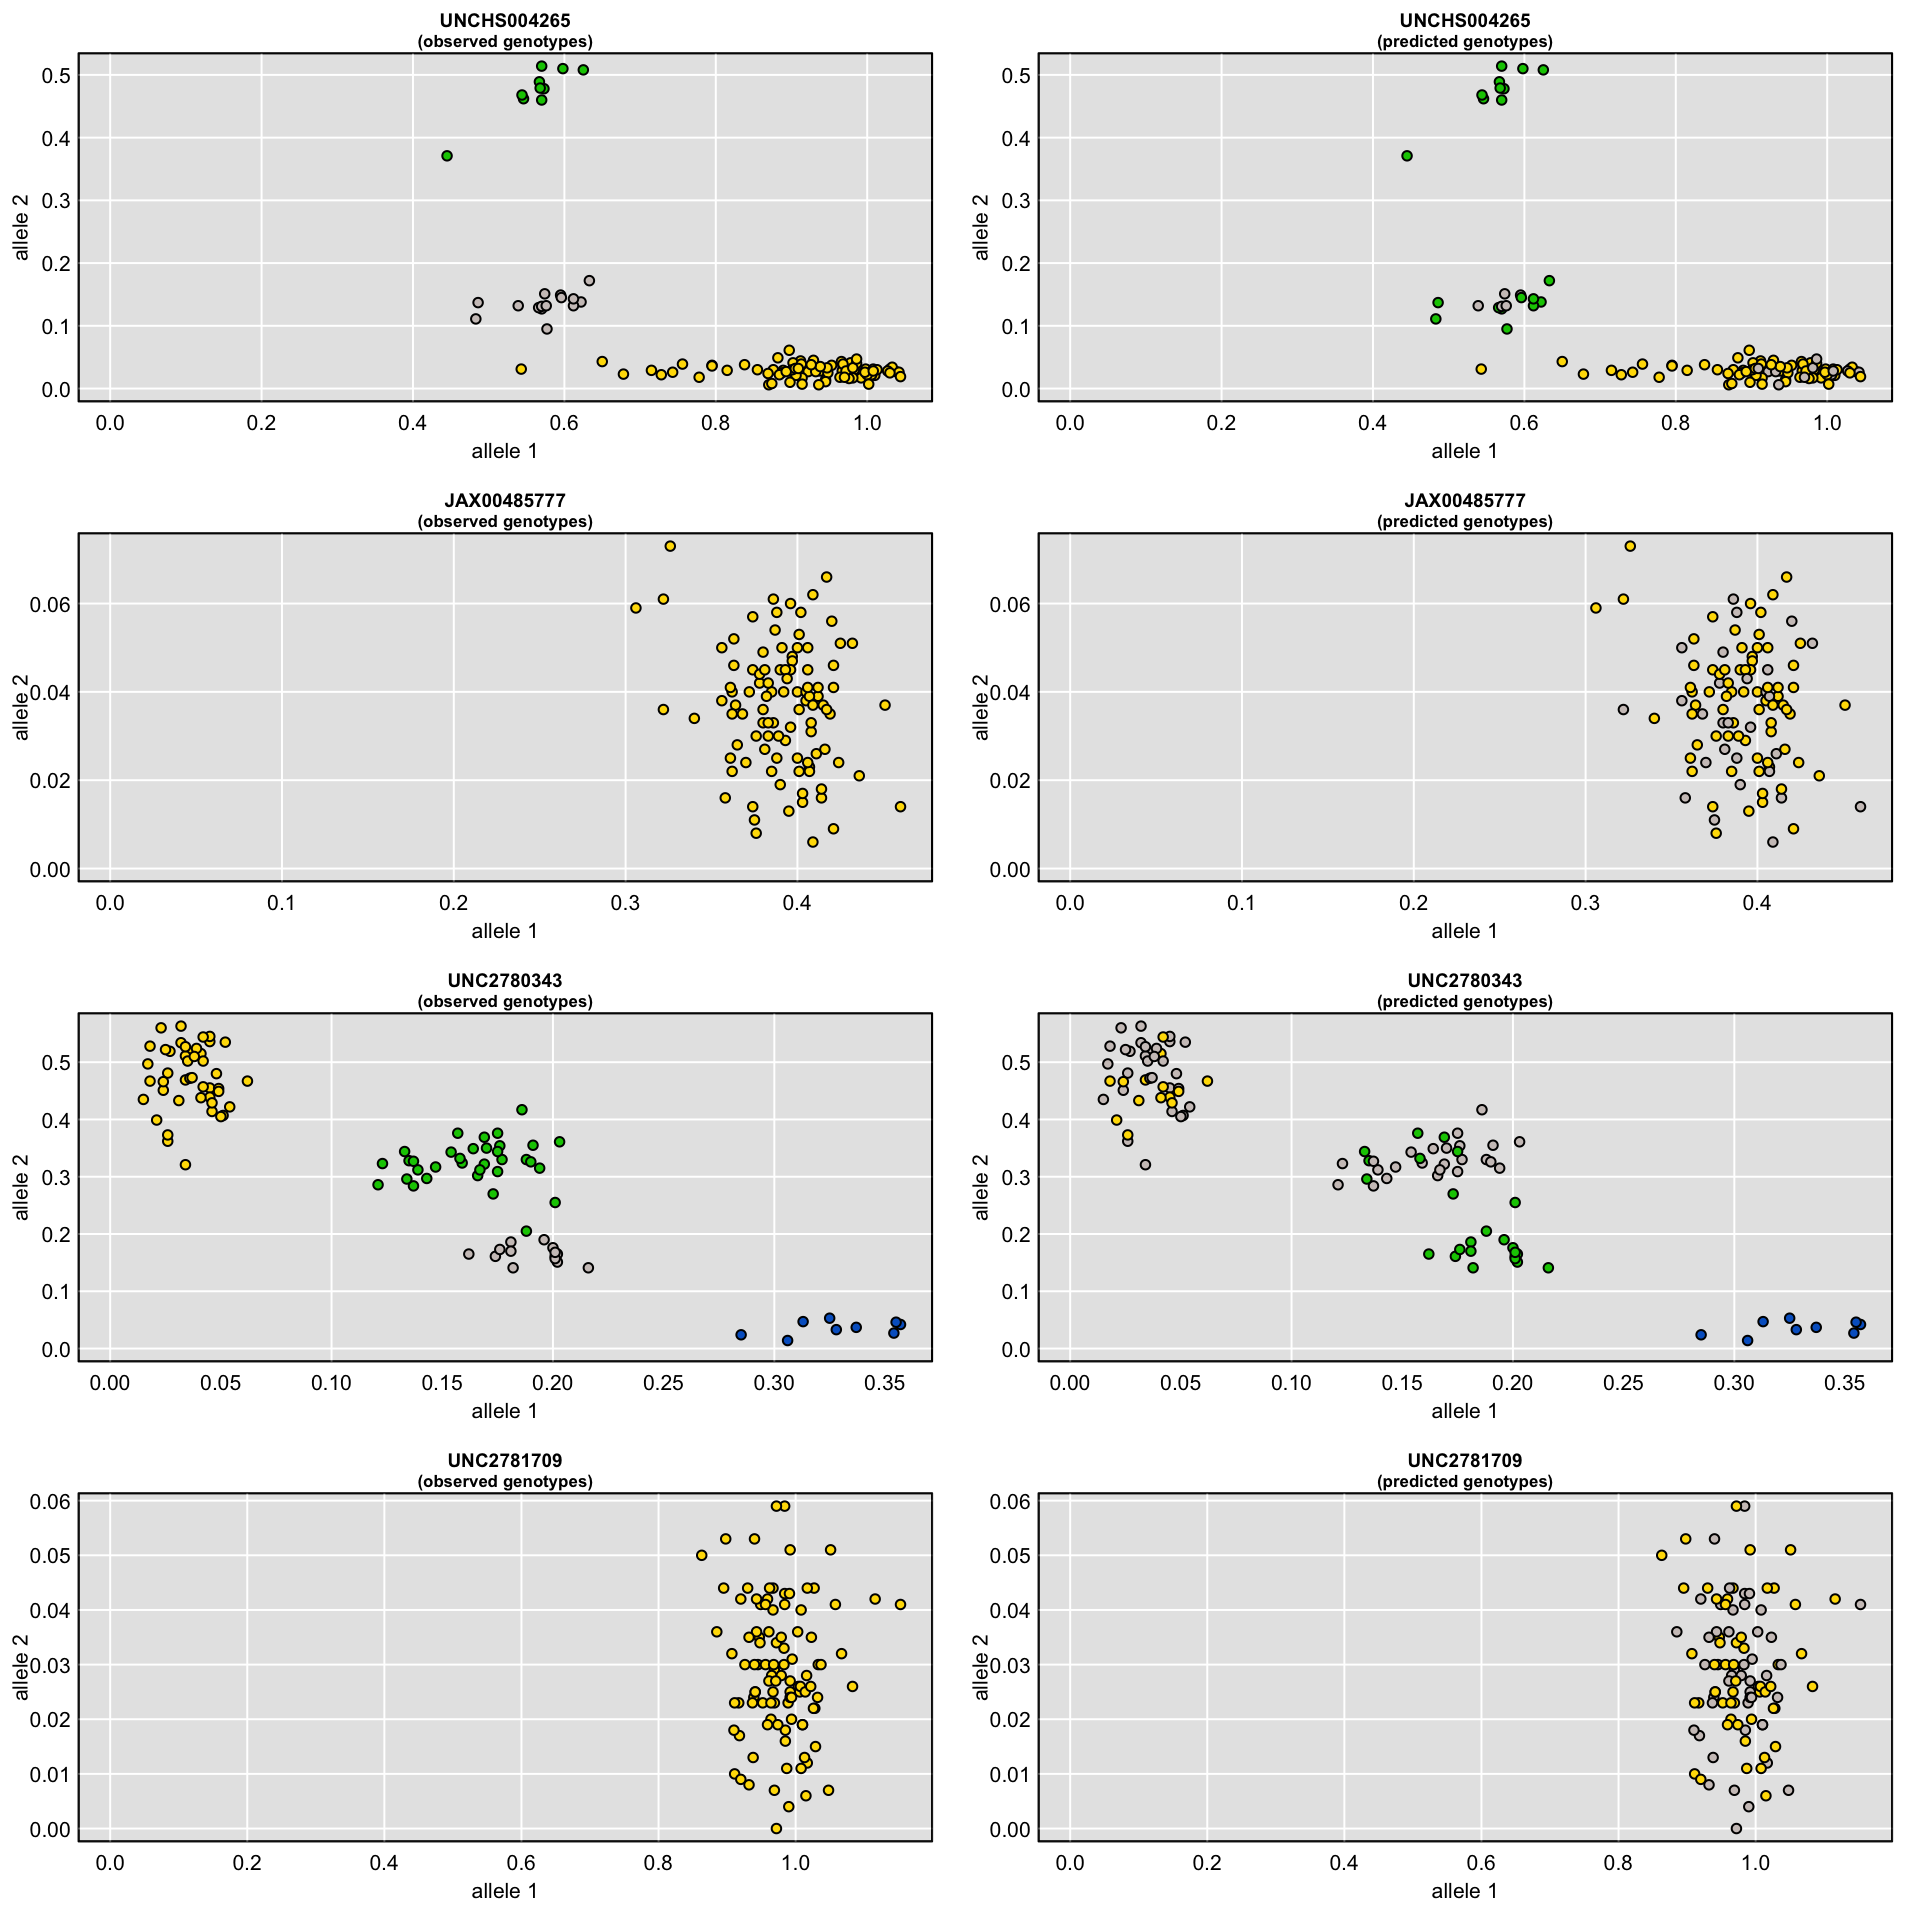 UNCHS004265
(observed genotypes)
0.5
0.4
0.3
0.2
0.1
0.0
allele 2
0.0 0.2 0.4 0.6 0.8 1.0
allele 1
UNCHS004265
(predicted genotypes)
0.5
0.4
0.3
0.2
0.1
0.0
allele 2
0.0 0.2 0.4 0.6 0.8 1.0
allele 1
JAX00485777
(observed genotypes)
0.06
0.04
0.02
0.00
allele 2
0.0 0.1 0.2 0.3 0.4
allele 1
JAX00485777
(predicted genotypes)
0.06
0.04
0.02
0.00
allele 2
0.0 0.1 0.2 0.3 0.4
allele 1
UNC2780343
(observed genotypes)
0.5
0.4
0.3
0.2
0.1
0.0
allele 2
0.00 0.05 0.10 0.15 0.20 0.25 0.30 0.35
allele 1
UNC2780343
(predicted genotypes)
0.5
0.4
0.3
0.2
0.1
0.0
allele 2
0.00 0.05 0.10 0.15 0.20 0.25 0.30 0.35
allele 1
UNC2781709
(observed genotypes)
0.06
0.05
0.04
0.03
0.02
0.01
0.00
allele 2
0.0 0.2 0.4 0.6 0.8 1.0
allele 1
UNC2781709
(predicted genotypes)
0.06
0.05
0.04
0.03
0.02
0.01
0.00
allele 2
0.0 0.2 0.4 0.6 0.8 1.0
allele 1